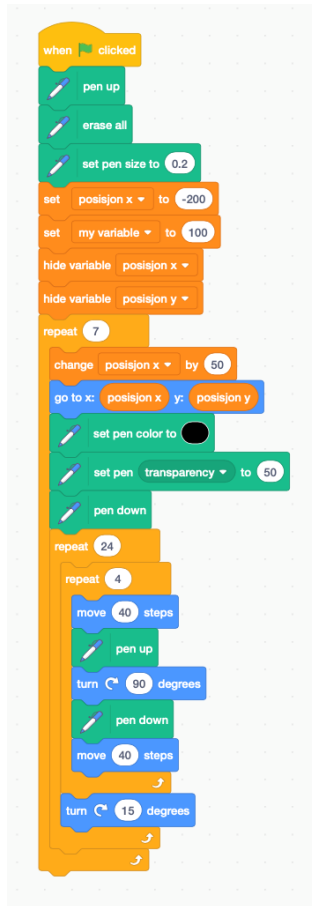 when clicked
pen up
erase all
set pen size to 0.2
set posisjon x to -200
set my variable to 100
hide variable posisjon x
hide variable posisjon y
repeat 7
change posisjon x by 50
go to x: posisjon x y: posisjon y
set pen color to
set pen transparency to 50
pen down
repeat 24
repeat 4
move 40 steps
pen up
turn 90 degrees
pen down
move 40 steps
turn 15 degrees